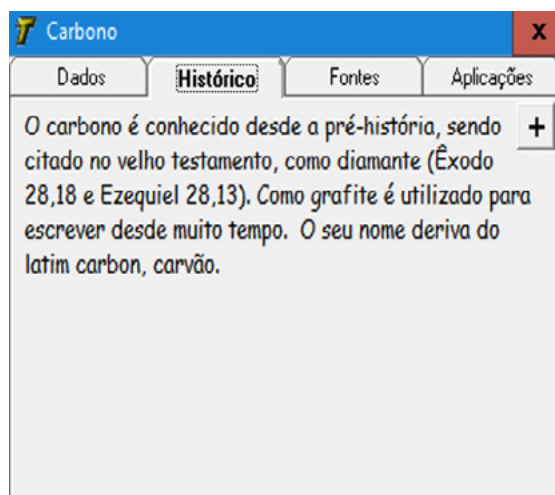 Carbono
x
Dados Histórico Fontes Aplicações
O carbono é conhecido desde a pré-história, sendo +
citado no velho testamento, como diamante (Êxodo
28,18 e Ezequiel 28,13). Como grafite é utilizado para
escrever desde muito tempo. O seu nome deriva do
latim carbon, carvão.